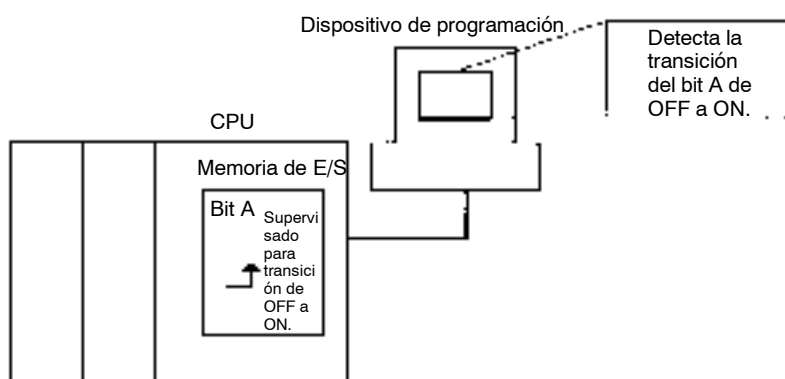 Dispositivo de programación
Detecta la
transición
del bit A de
OFF a ON.
CPU
Memoria de E/S
Bit A
Supervi
sado
para
transici
ón de
OFF a
ON.